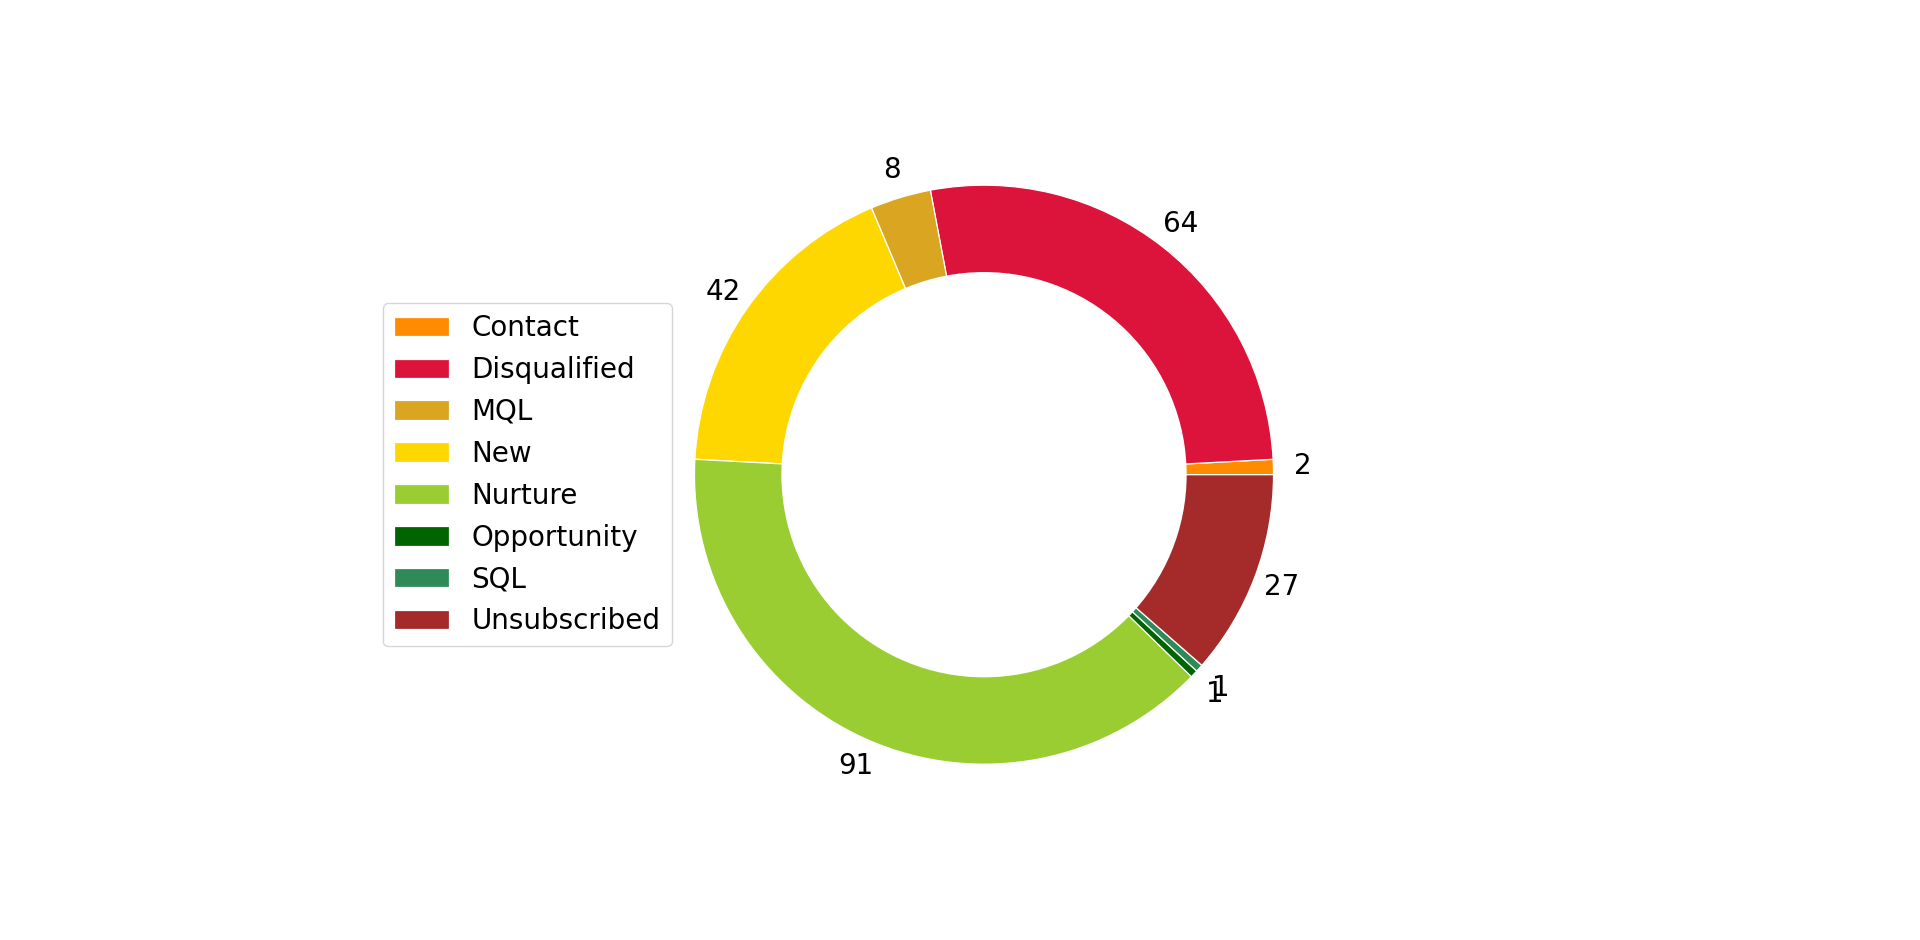 8
64
42
2
Contact
Disqualified
MQL
New
Nurture
Opportunity
SQL
Unsubscribed
27
1
1
91